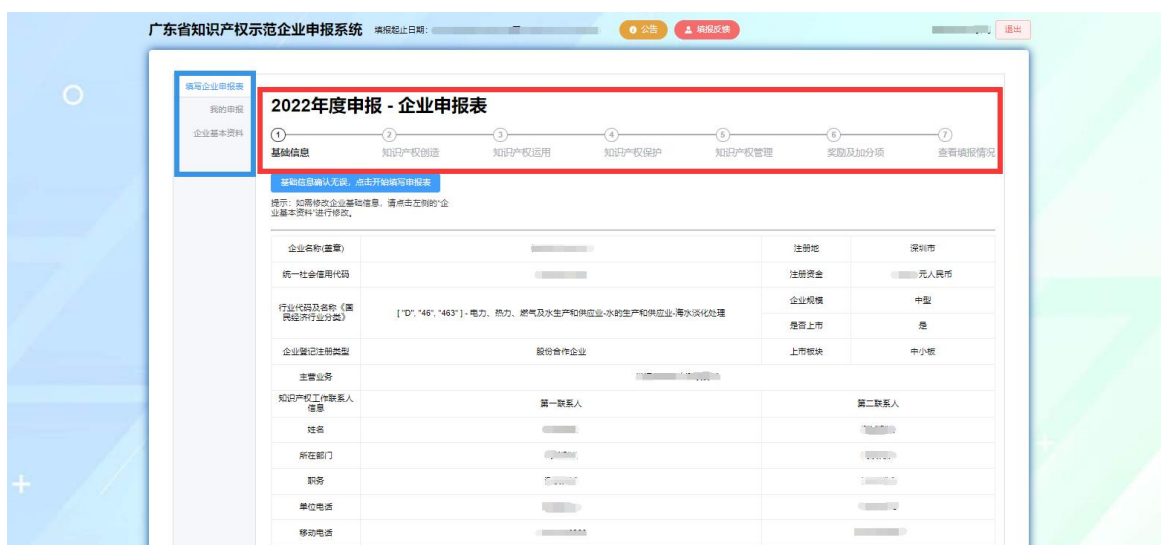 广东省知识产权示范企业申报系统 填报起止日期: 至 公告 填报反馈 退出
填写企业申报表
我的申报
企业基本资料
2022年度申报 - 企业申报表
1 2 3 4 5 6 7
基础信息 知识产权创造 知识产权运用 知识产权保护 知识产权管理 奖励及加分项 查看填报情况
基础信息确认无误，点击开始填写申报表
提示：如需修改企业基础信息，请点击左侧的“企
业基本资料”进行修改。
企业名称(盖章) 注册地 深圳市
统一社会信用代码 注册资金 元人民币
行业代码及名称《国
民经济行业分类》 [ "D", "46", "463" ] - 电力、热力、燃气及水生产和供应业-水的生产和供应业-海水淡化处理
企业规模 中型
是否上市 是
企业登记注册类型 股份合作企业 上市板块 中小板
主营业务
知识产权工作联系人
信息 第一联系人 第二联系人
姓名
所在部门
职务
单位电话
移动电话